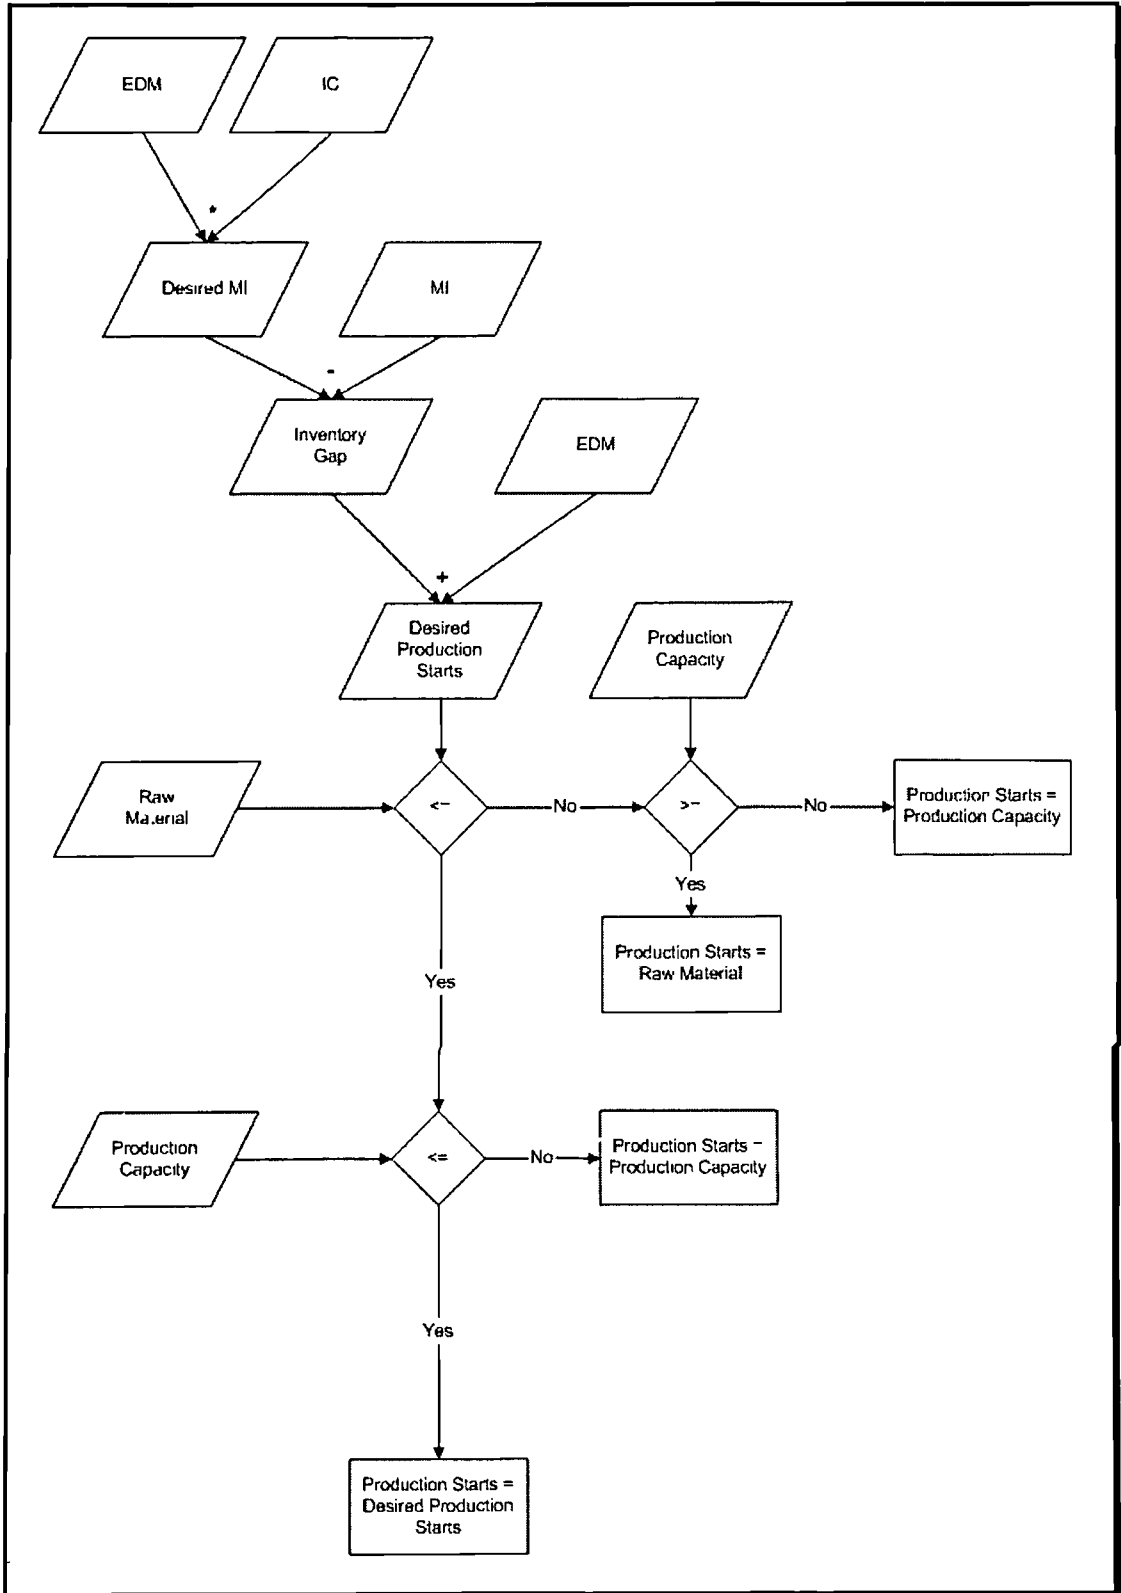 EDM
IC
*
Desired MI
MI
-
Inventory
Gap
EDM
+
Desired
Production
Starts
Production
Capacity
Raw
Material
<=
No
>=
No
Production Starts =
Production Capacity
Yes
Production Starts =
Raw Material
Yes
Production
Capacity
<=
No
Production Starts =
Production Capacity
Yes
Production Starts =
Desired Production
Starts